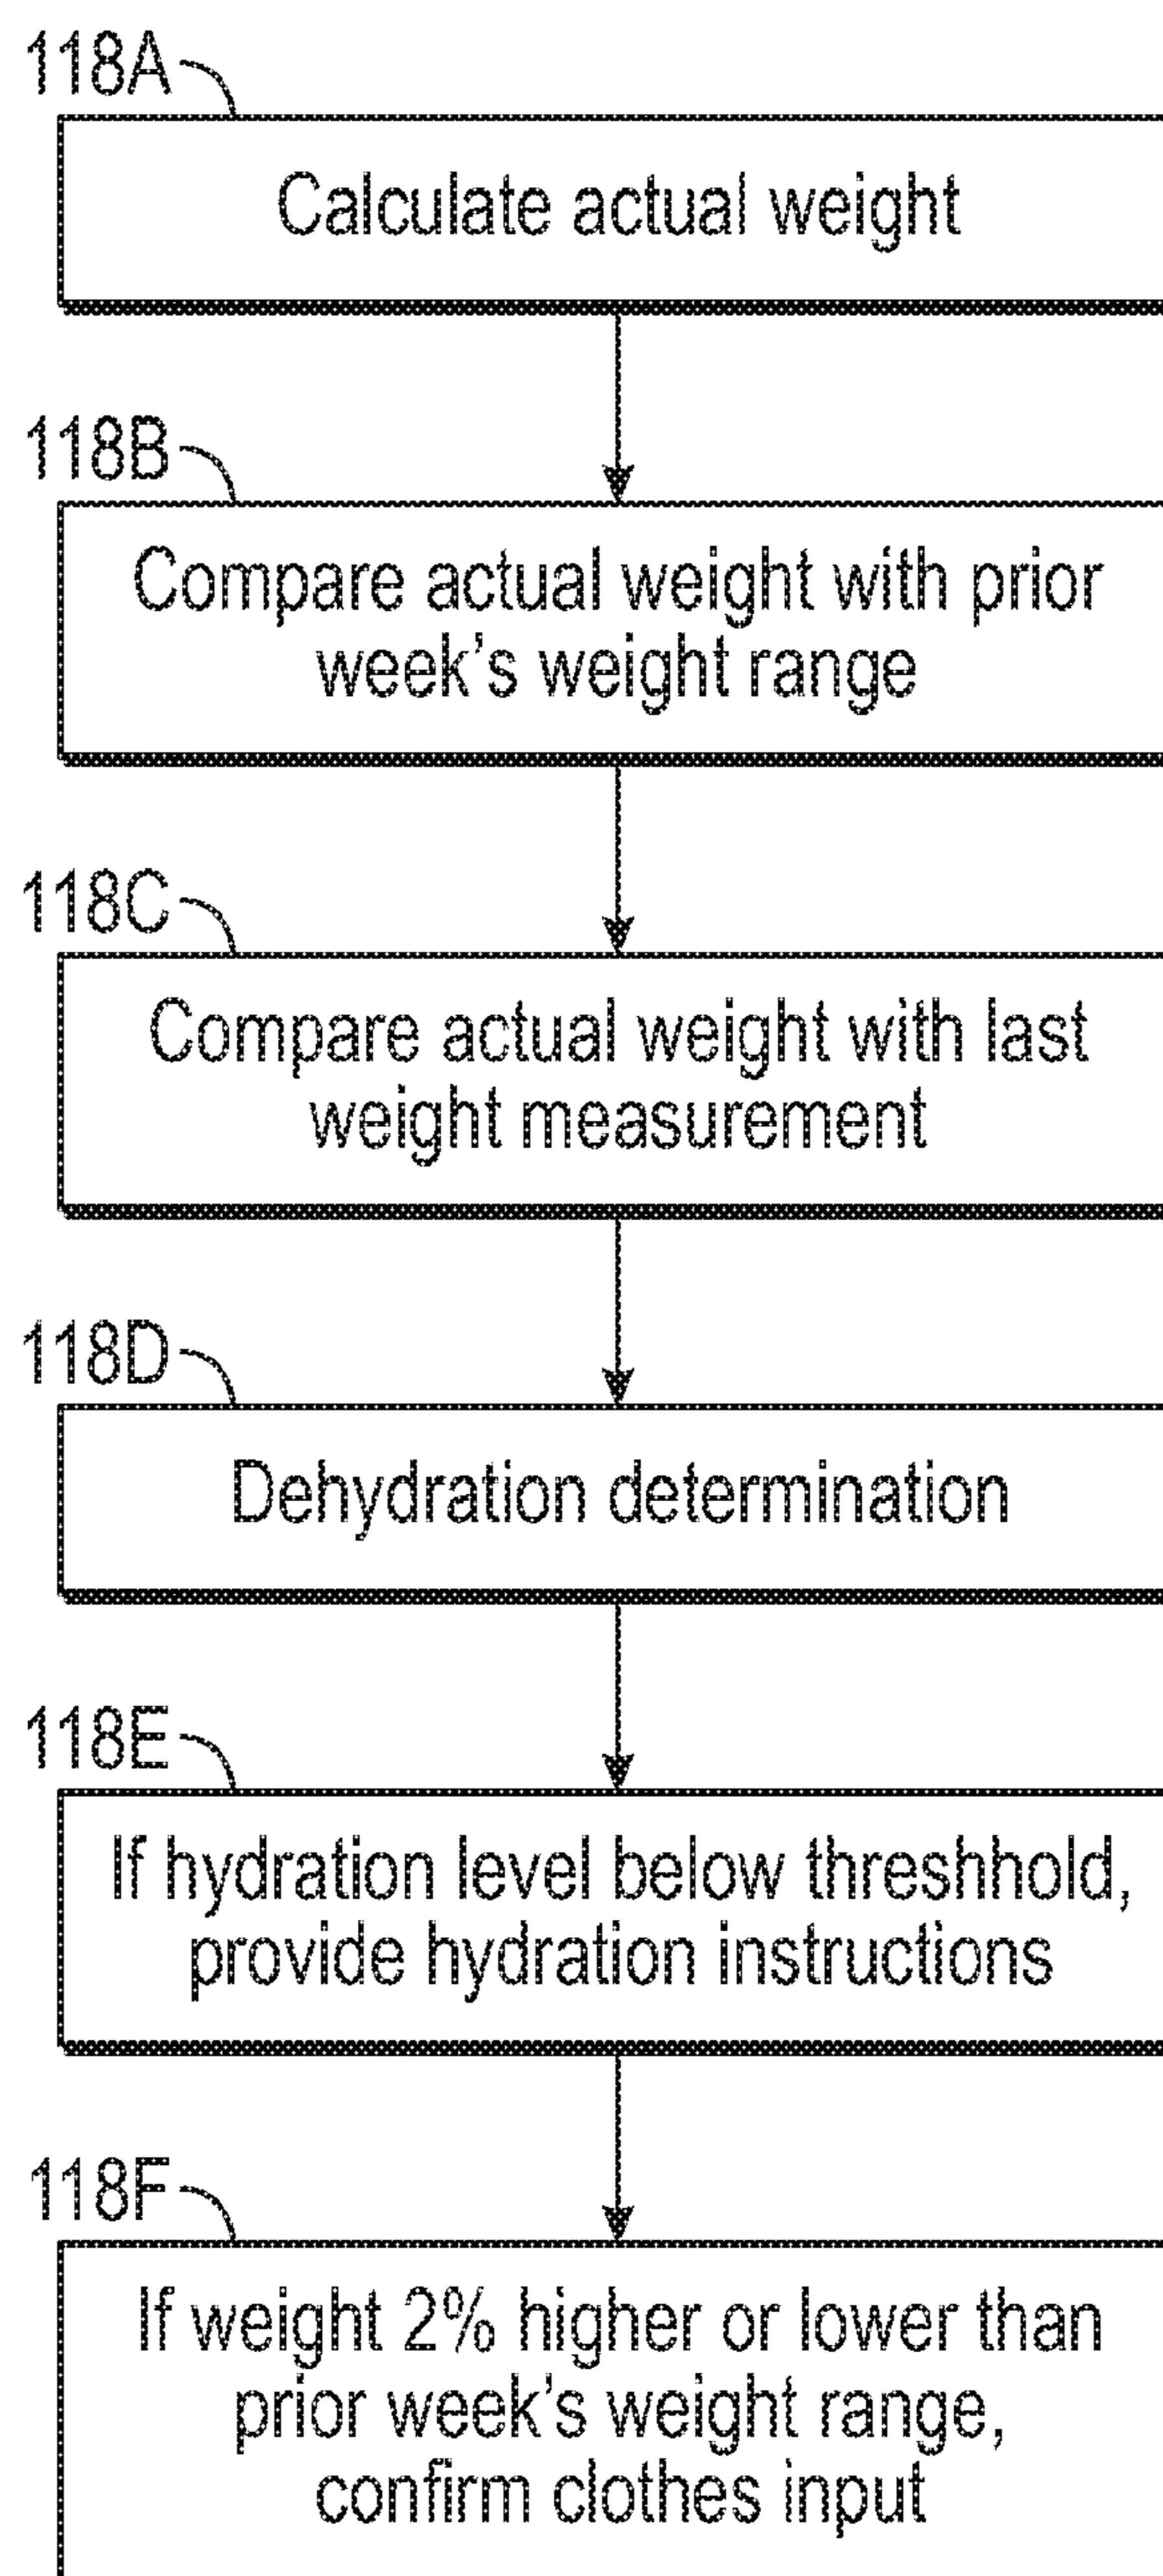 118A
Calculate actual weight
118B
Compare actual weight with prior
week's weight range
118C
Compare actual weight with last
weight measurement
118D
Dehydration determination
118E
If hydration level below threshhold,
provide hydration instructions
118F
If weight 2% higher or lower than
prior week's weight range,
confirm clothes input